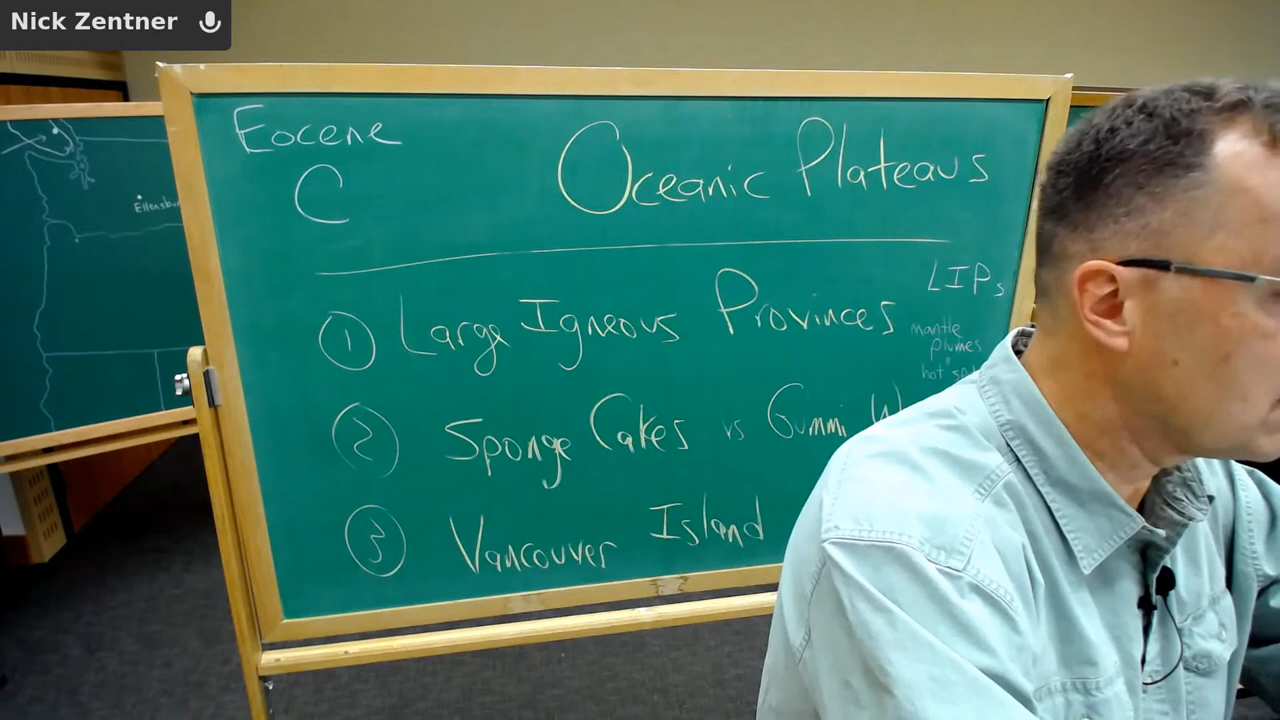 Nick Zentner
Eocene
C
Oceanic Plateaus
LIPs
① Large Igneous Provinces
mantle
plumes
② Sponge Cakes vs Gummi
③ Vancouver Island